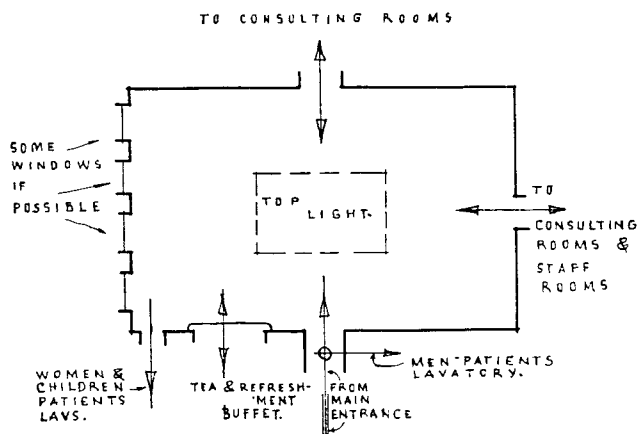 TO CONSULTING ROOMS
SOME
WINDOWS
IF
POSSIBLE
TOP
LIGHT.
TO
CONSULTING
ROOMS &
STAFF
ROOMS
WOMEN &
CHILDREN
PATIENTS
LAVS.
TEA & REFRESH-
MENT
BUFFET.
FROM
MAIN
ENTRANCE
MEN-PATIENTS
LAVATORY.